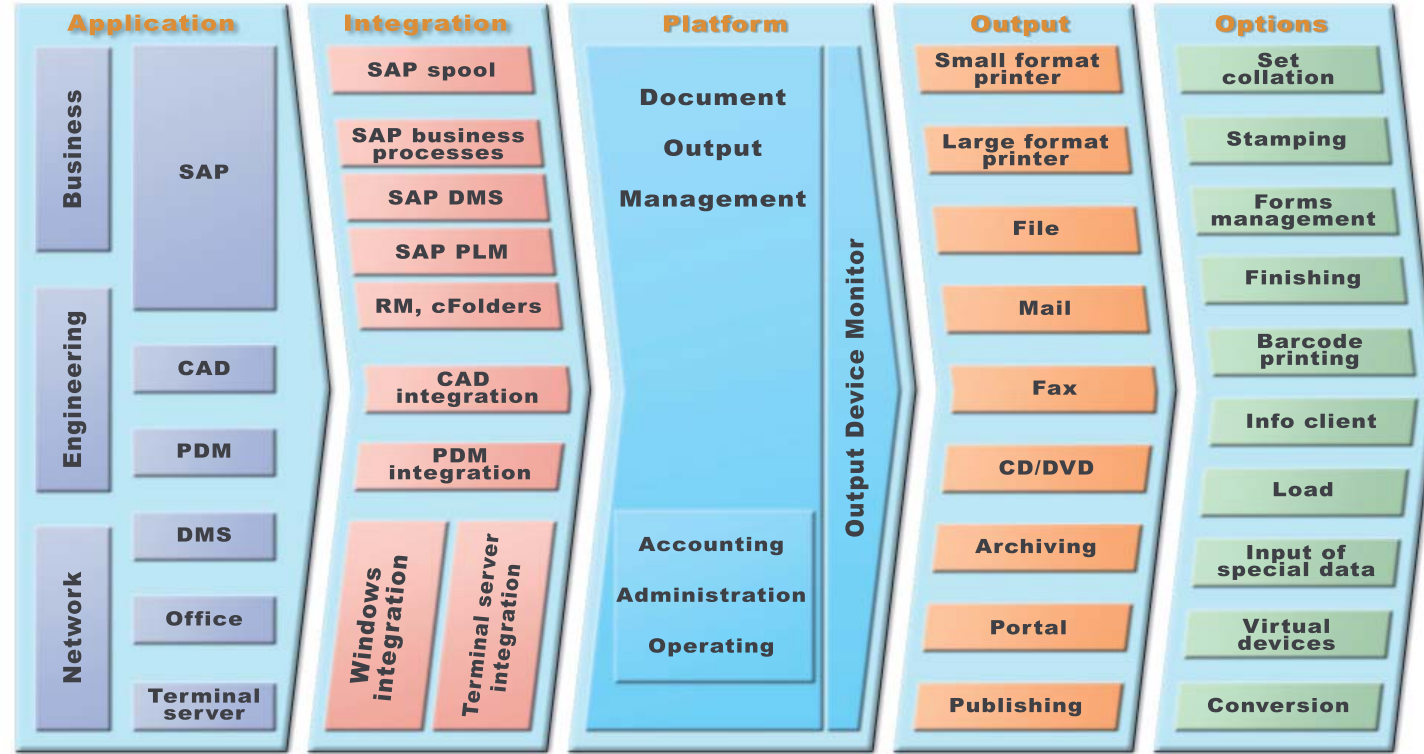 Application
Business
Engineering
Network
SAP
CAD
PDM
DMS
Office
Terminal
server
Integration
SAP spool
SAP business
processes
SAP DMS
SAP PLM
RM, cFolders
CAD
integration
PDM
integration
Windows
integration
Terminal server
integration
Platform
Document
Output
Management
Accounting
Administration
Operating
Output Device Monitor
Output
Small format
printer
Large format
printer
File
Mail
Fax
CD/DVD
Archiving
Portal
Publishing
Options
Set
collation
Stamping
Forms
management
Finishing
Barcode
printing
Info client
Load
Input of
special data
Virtual
devices
Conversion